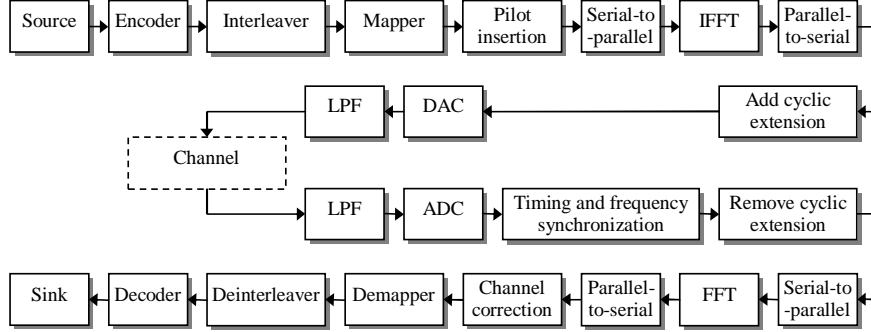 Source
Encoder
Interleaver
Mapper
Pilot
insertion
Serial-to
-parallel
IFFT
Parallel-
to-serial
LPF
DAC
Add cyclic
extension
Channel
LPF
ADC
Timing and frequency
synchronization
Remove cyclic
extension
Sink
Decoder
Deinterleaver
Demapper
Channel
correction
Parallel-
to-serial
FFT
Serial-to
-parallel